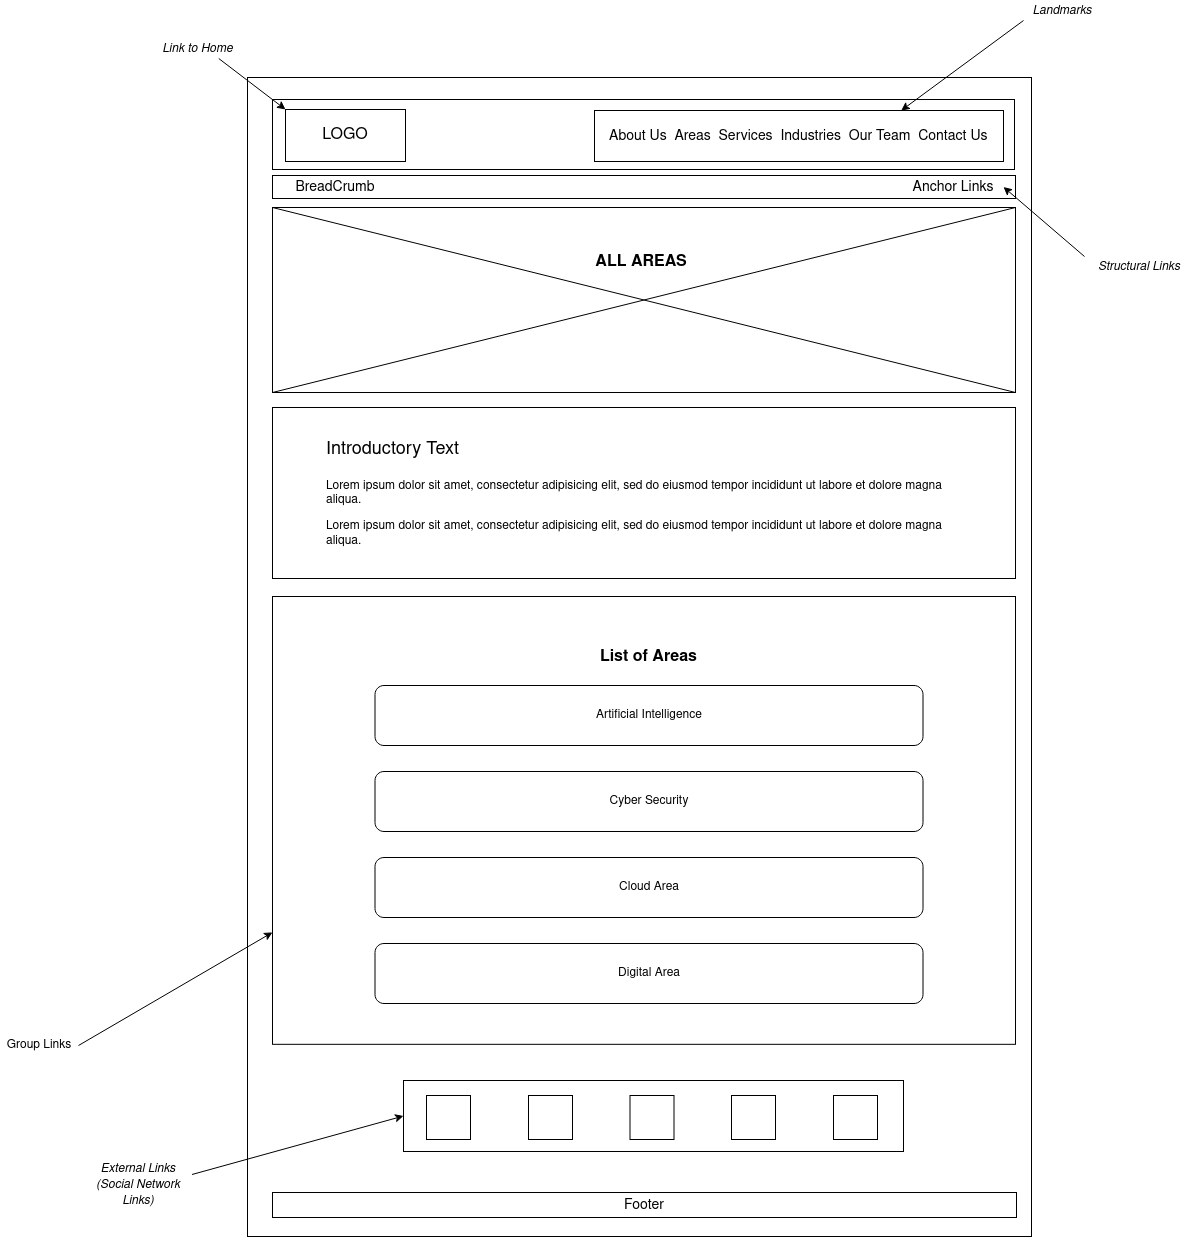 Landmarks
Link to Home
LOGO
About Us Areas Services Industries Our Team Contact Us
BreadCrumb
Anchor Links
ALL AREAS
Structural Links
Introductory Text
Lorem ipsum dolor sit amet, consectetur adipisicing elit, sed do eiusmod tempor incididunt ut labore et dolore magna
aliqua.
Lorem ipsum dolor sit amet, consectetur adipisicing elit, sed do eiusmod tempor incididunt ut labore et dolore magna
aliqua.
List of Areas
Artificial Intelligence
Cyber Security
Cloud Area
Digital Area
Group Links
External Links
(Social Network
Links)
Footer